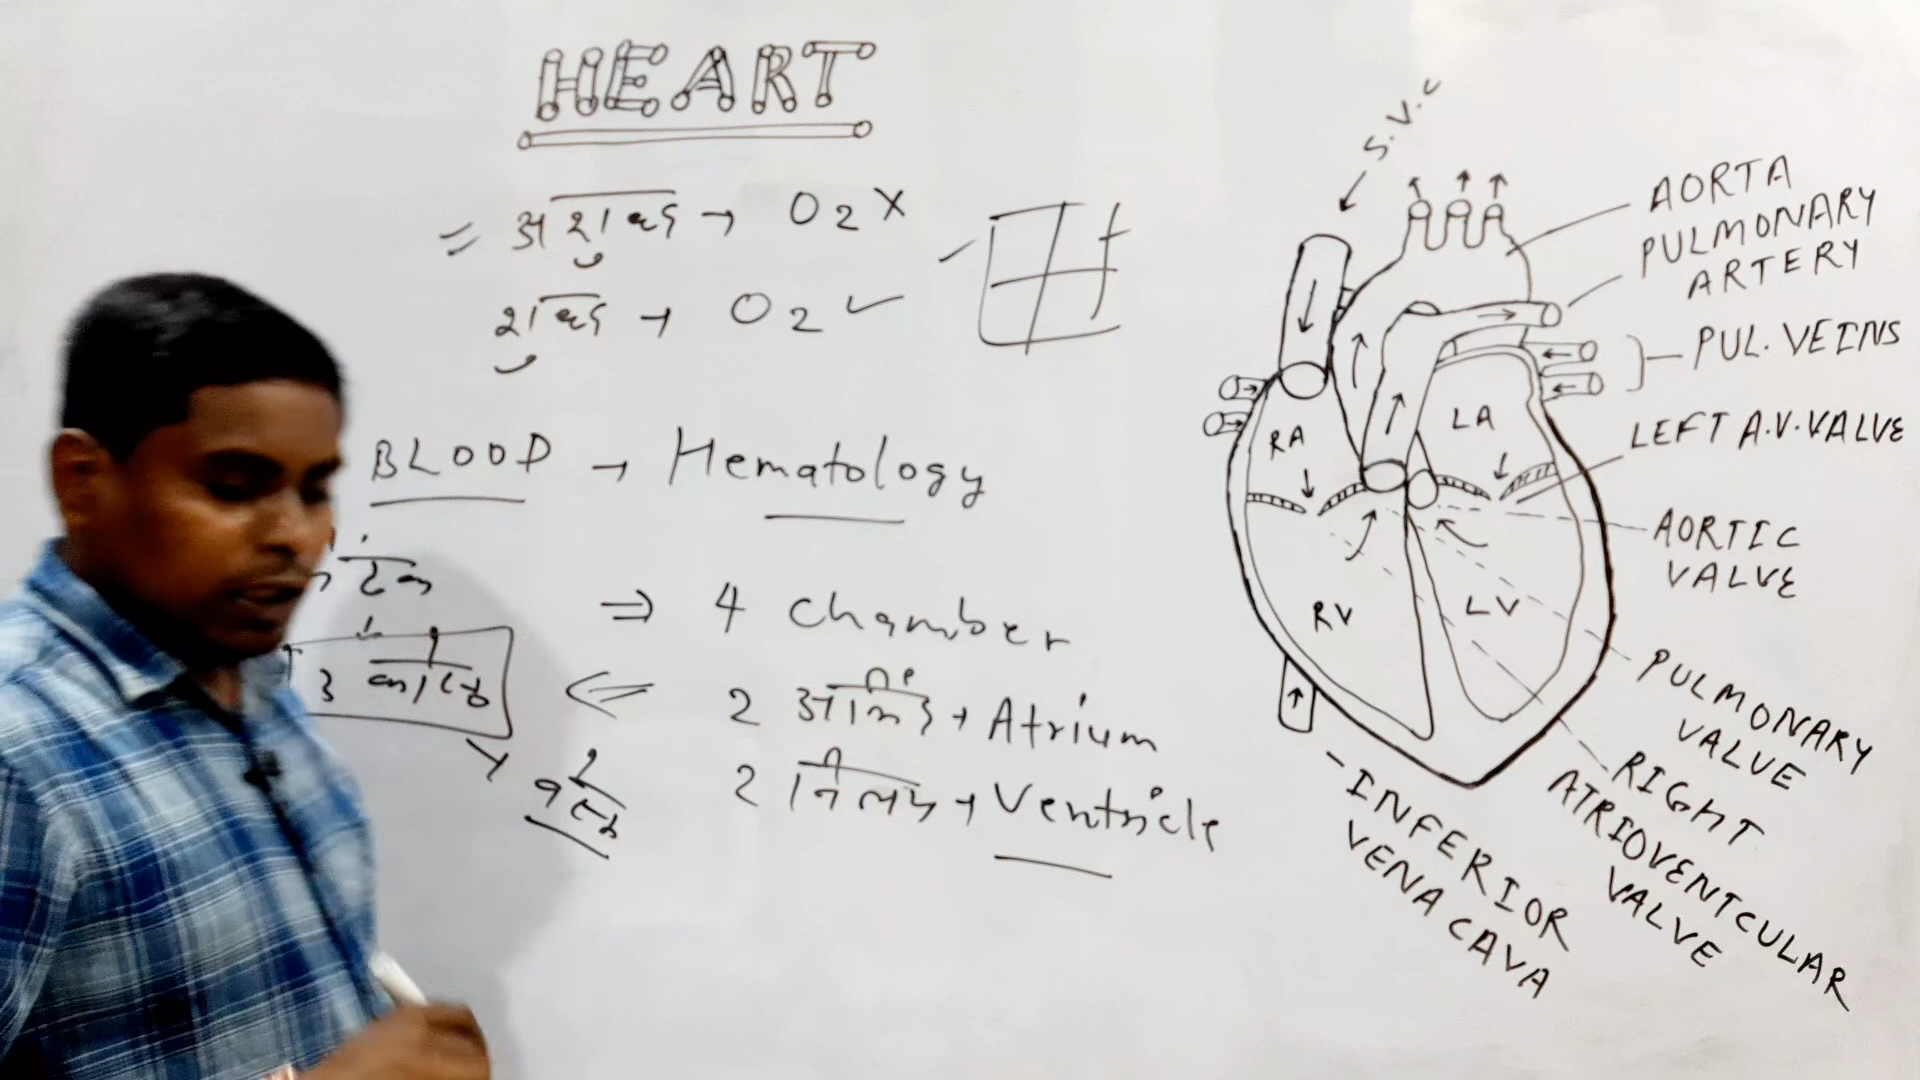 HEART
= अशुद्ध → O2 ×
शुद्ध → O2 ✓
BLOOD → Hematology
⇒ 4 Chamber
2 → Atrium
2 निलय → Ventricle
S.V.C
AORTA
PULMONARY
ARTERY
PUL. VEINS
LEFT A.V. VALVE
AORTIC
VALVE
PULMONARY
VALVE
RIGHT
ATRIOVENTCULAR
VALVE
INFERIOR
VENA CAVA
RA
LA
RV
LV